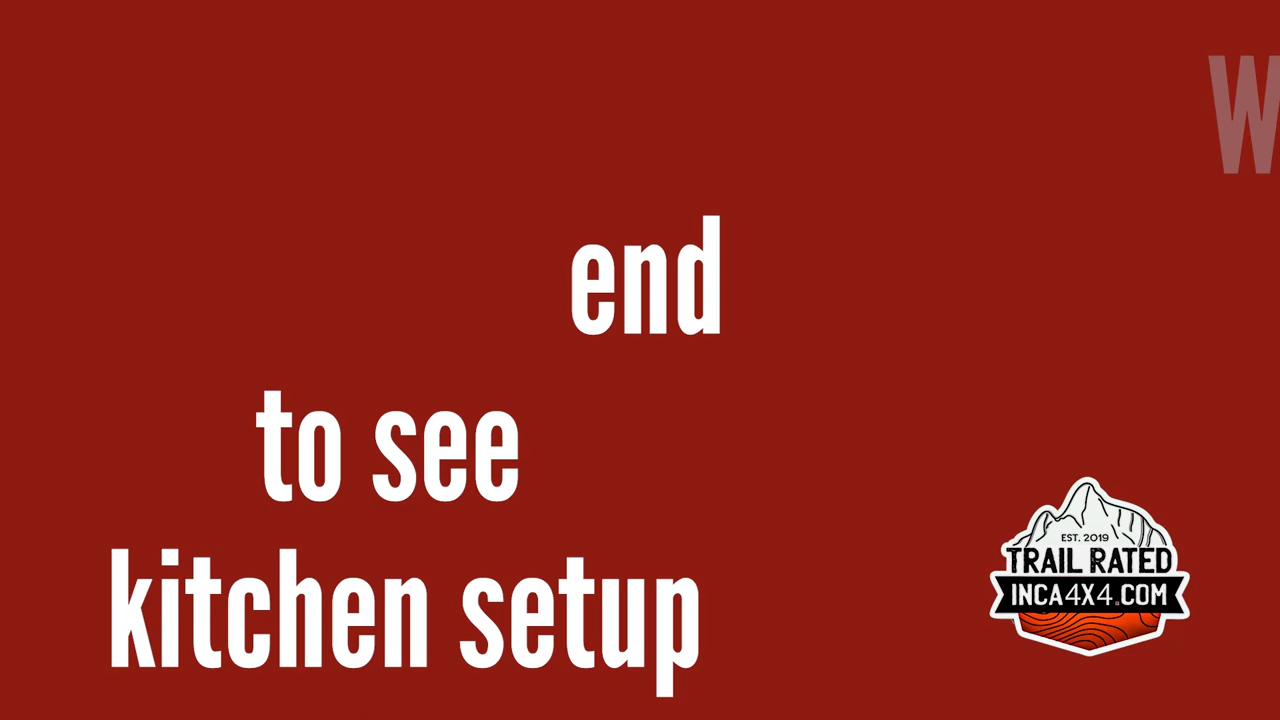 W
end
to see
kitchen setup
EST. 2019
TRAIL RATED
INCA4X4.COM